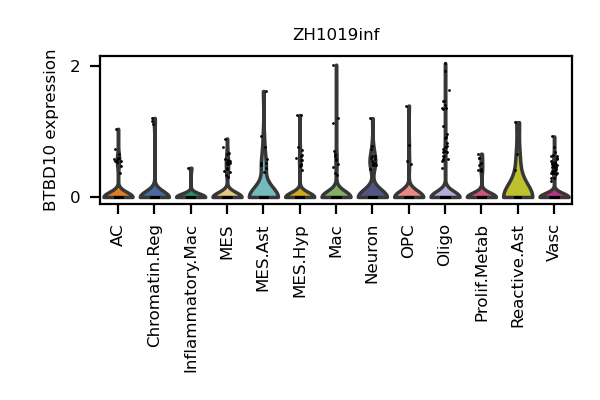 ZH1019inf
BTBD10 expression
2
0
AC
Chromatin.Reg
Inflammatory.Mac
MES
MES.Ast
MES.Hyp
Mac
Neuron
OPC
Oligo
Prolif.Metab
Reactive.Ast
Vasc